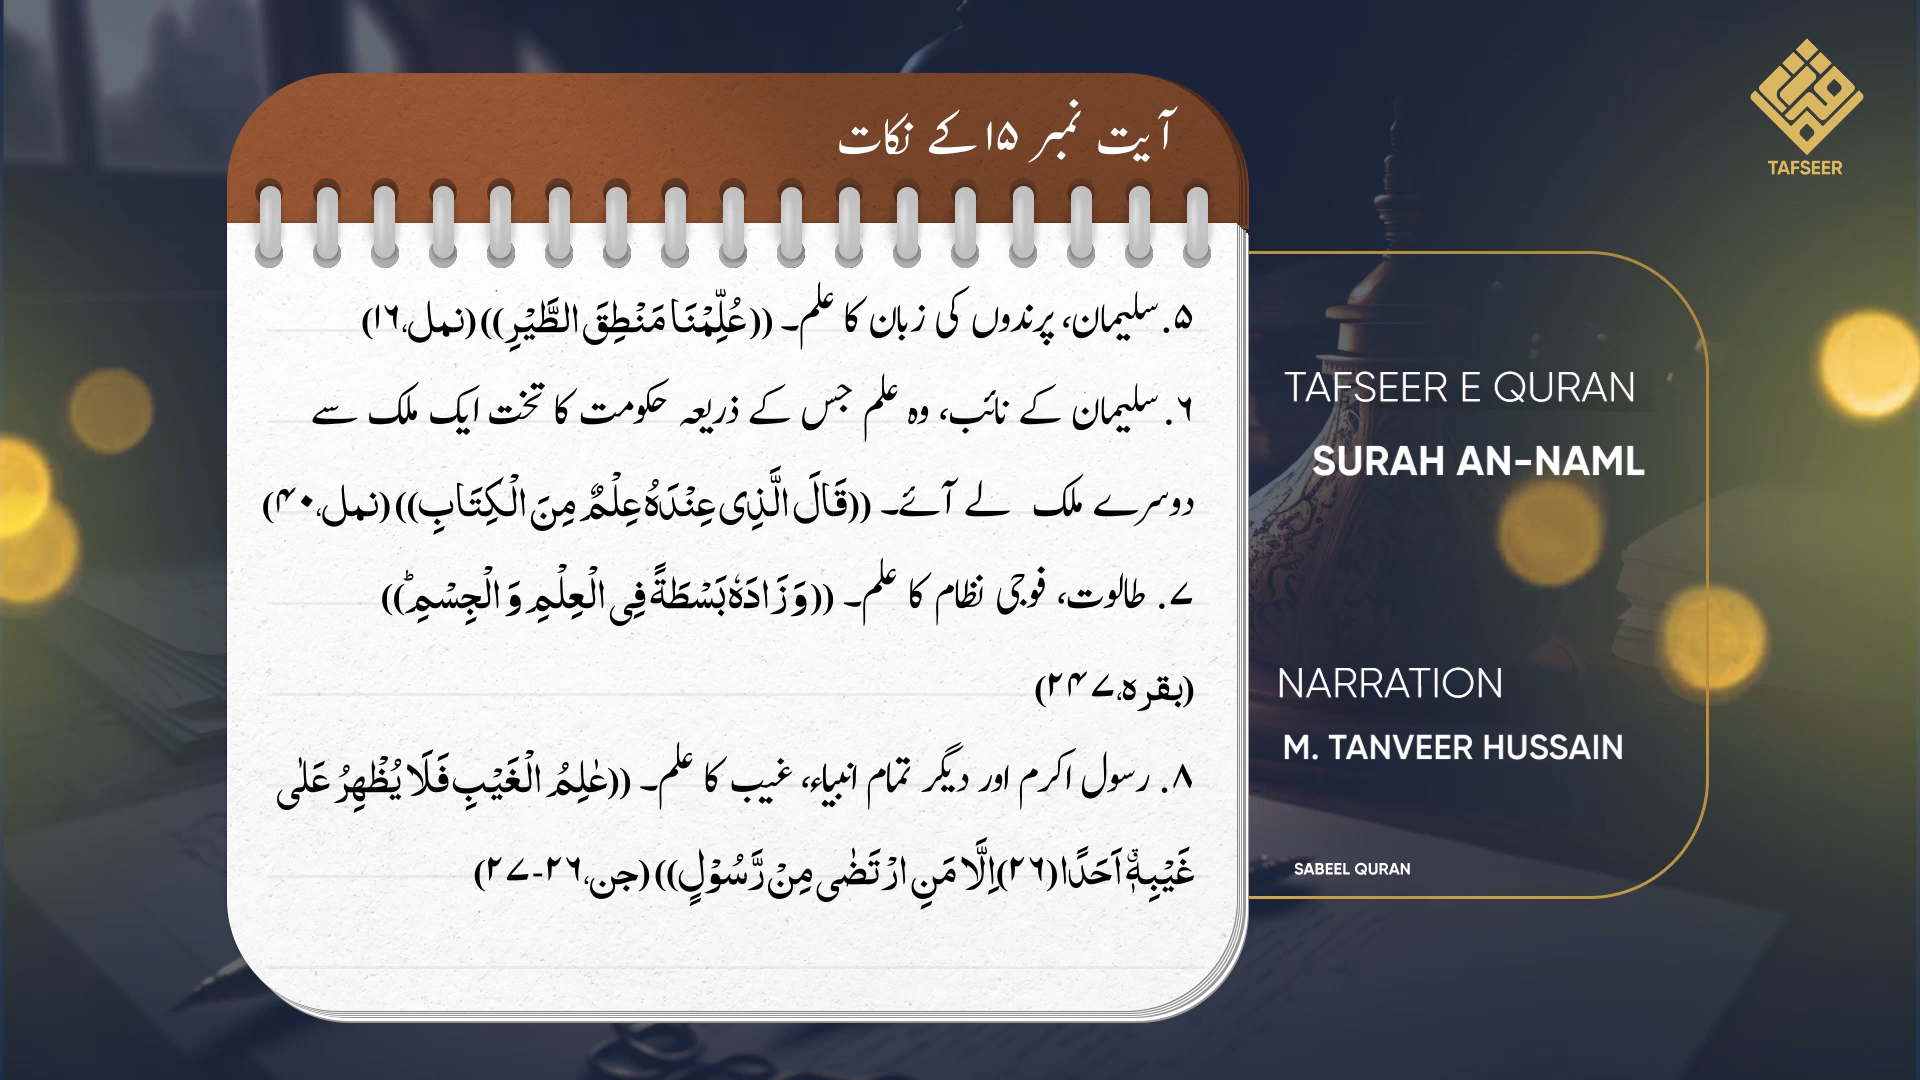 آیت نمبر ۱۵ کے نکات
۵. سلیمان، پرندوں کی زبان کا علم۔ ((عُلِّمْنَا مَنْطِقَ الطَّیْرِ)) (نمل،۱۶)
۶. سلیمان کے نائب، وہ علم جس کے ذریعہ حکومت کا تخت ایک ملک سے
دوسرے ملک لے آئے۔ ((قَالَ الَّذِی عِنْدَہُ عِلْمٌ مِنَ الْکِتَابِ)) (نمل،۴۰)
۷. طالوت، فوجی نظام کا علم۔ ((وَ زَادَہٗ بَسْطَةً فِی الْعِلْمِ وَ الْجِسْمِؕ))
(بقرہ،۲۴۷)
۸. رسول اکرم اور دیگر تمام انبیاء، غیب کا علم۔ ((عٰلِمُ الْغَیْبِ فَلَا یُظْهِرُ عَلٰی
غَیْبِہٖۤ اَحَدًا(۲۶)اِلَّا مَنِ ارْتَضٰی مِنْ رَّسُوْلٍ)) (جن،۲۶-۲۷)
TAFSEER
TAFSEER E QURAN
SURAH AN-NAML
NARRATION
M. TANVEER HUSSAIN
SABEEL QURAN